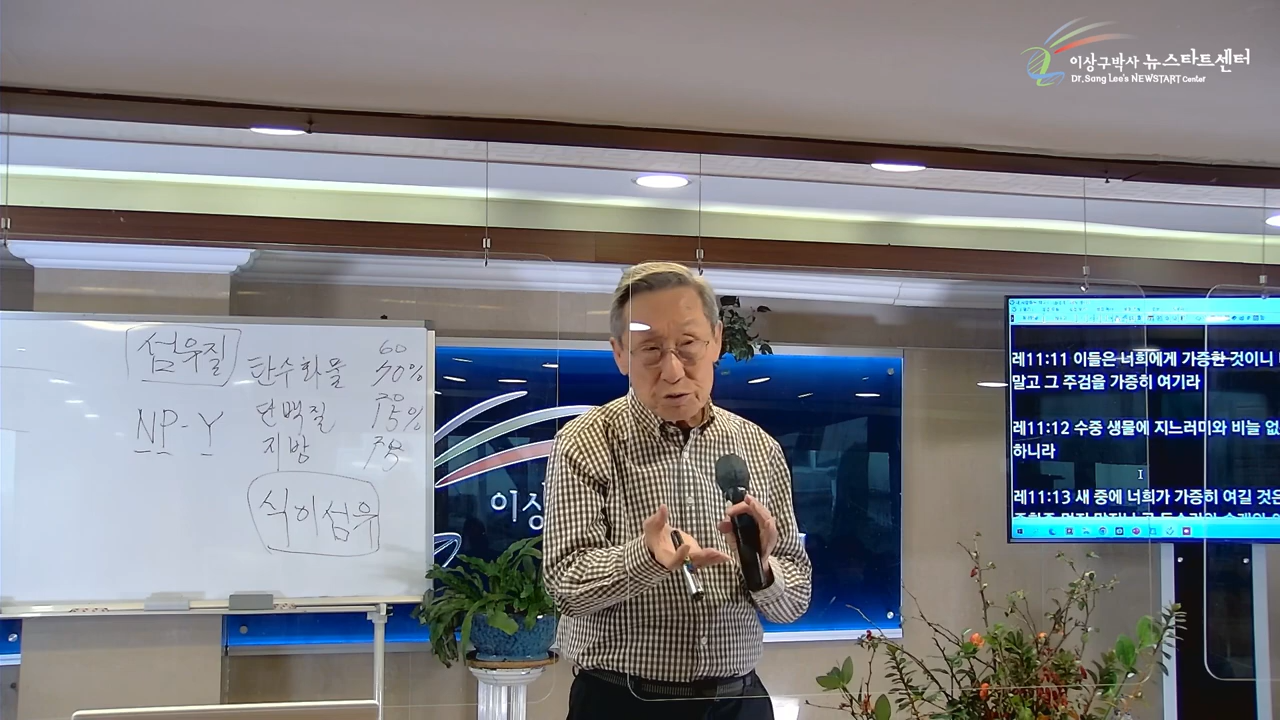 이상구박사 뉴스타트센터
Dr. Sang Lee's NEWSTART Center
섬유질
탄수화물
60
50%
NP-Y
단백질
20
15%
지방
식이섬유
이상
레11:11 이들은 너희에게 가증한 것이니
말고 그 주검을 가증히 여기라
레11:12 수중 생물에 지느러미와 비늘 없
하니라
레11:13 새 중에 너희가 가증히 여길 것은